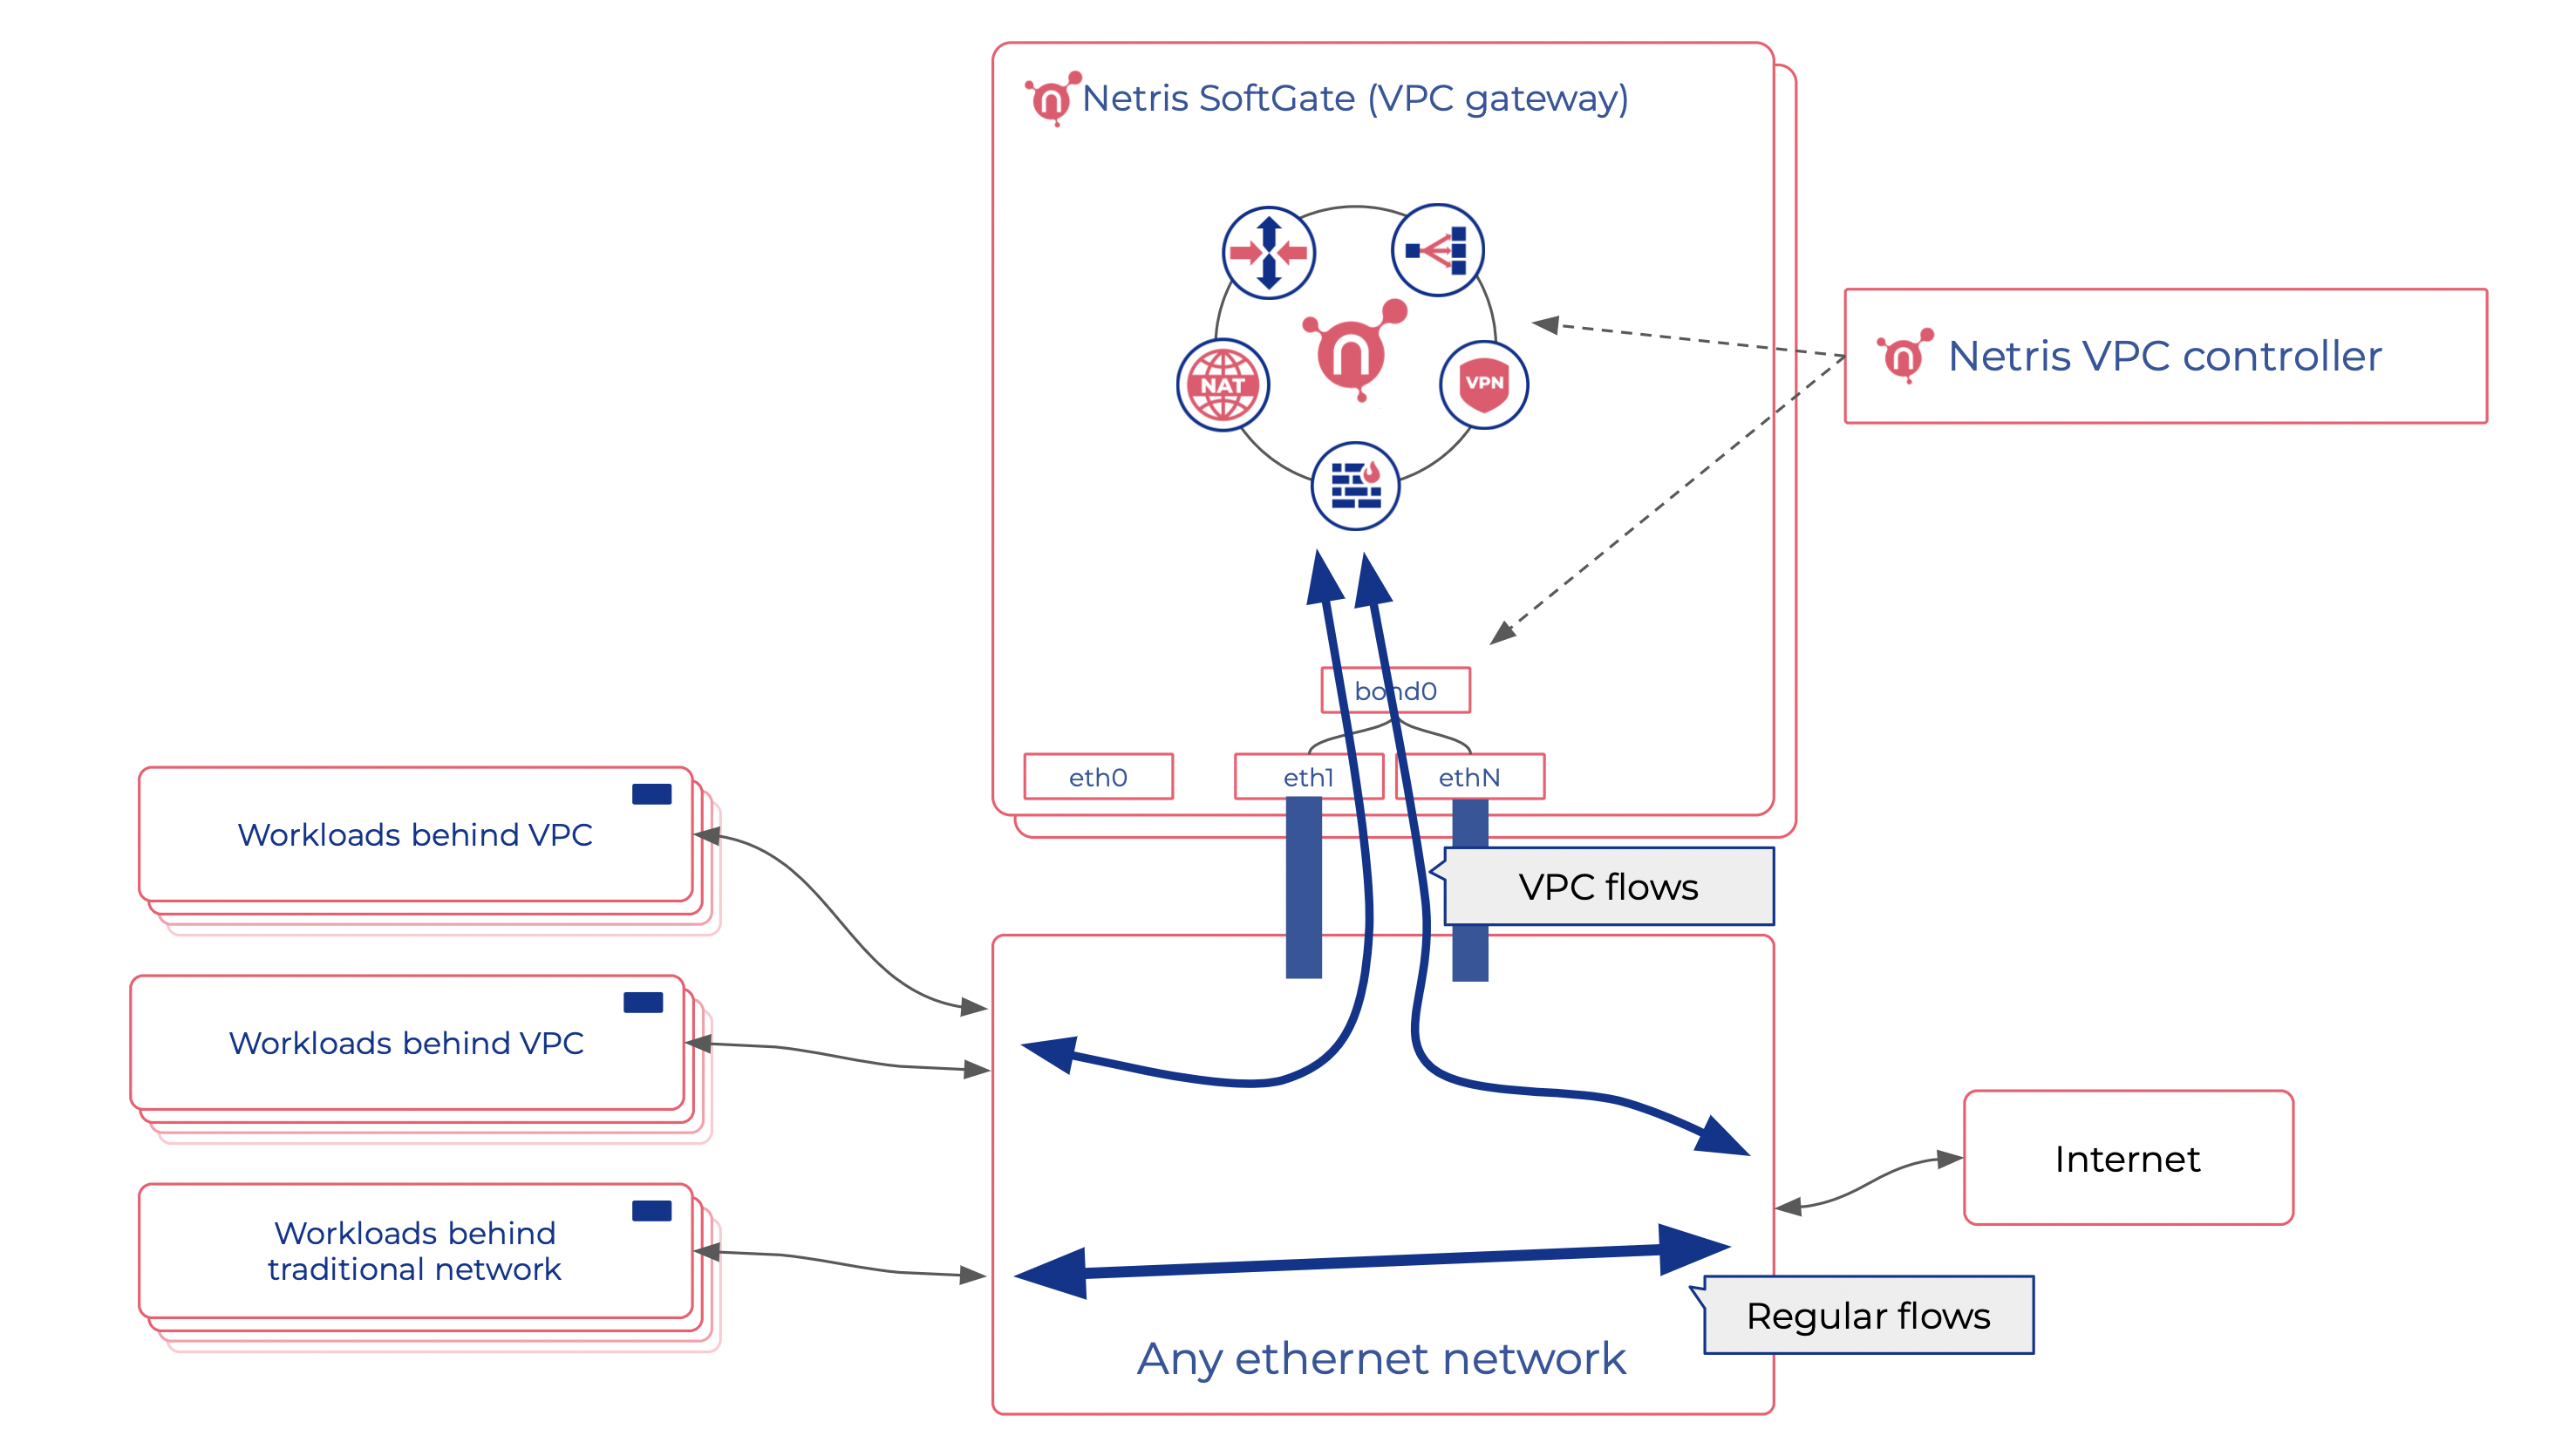 Netris SoftGate (VPC gateway)
NAT
VPN
Netris VPC controller
bond0
eth0
eth1
ethN
Workloads behind VPC
VPC flows
Workloads behind VPC
Workloads behind
traditional network
Internet
Regular flows
Any ethernet network